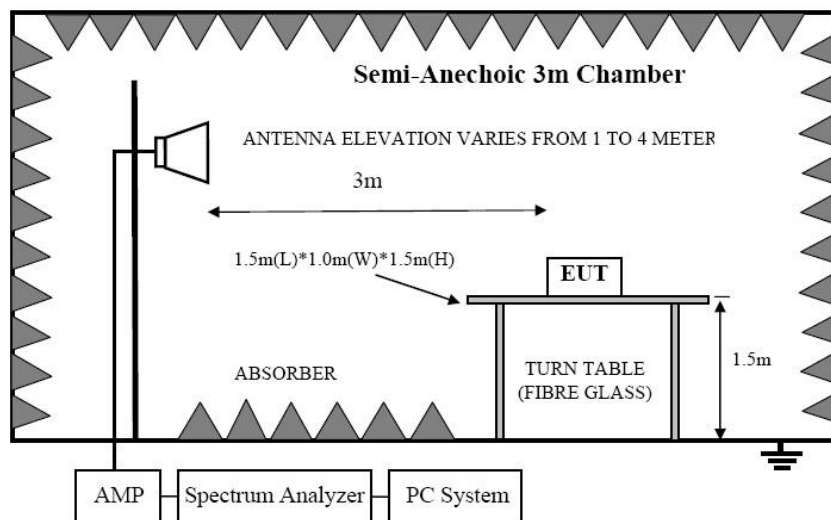 Semi-Anechoic 3m Chamber
ANTENNA ELEVATION VARIES FROM 1 TO 4 METER
3m
1.5m(L)*1.0m(W)*1.5m(H)
EUT
ABSORBER
TURN TABLE
(FIBRE GLASS)
1.5m
AMP
Spectrum Analyzer
PC System